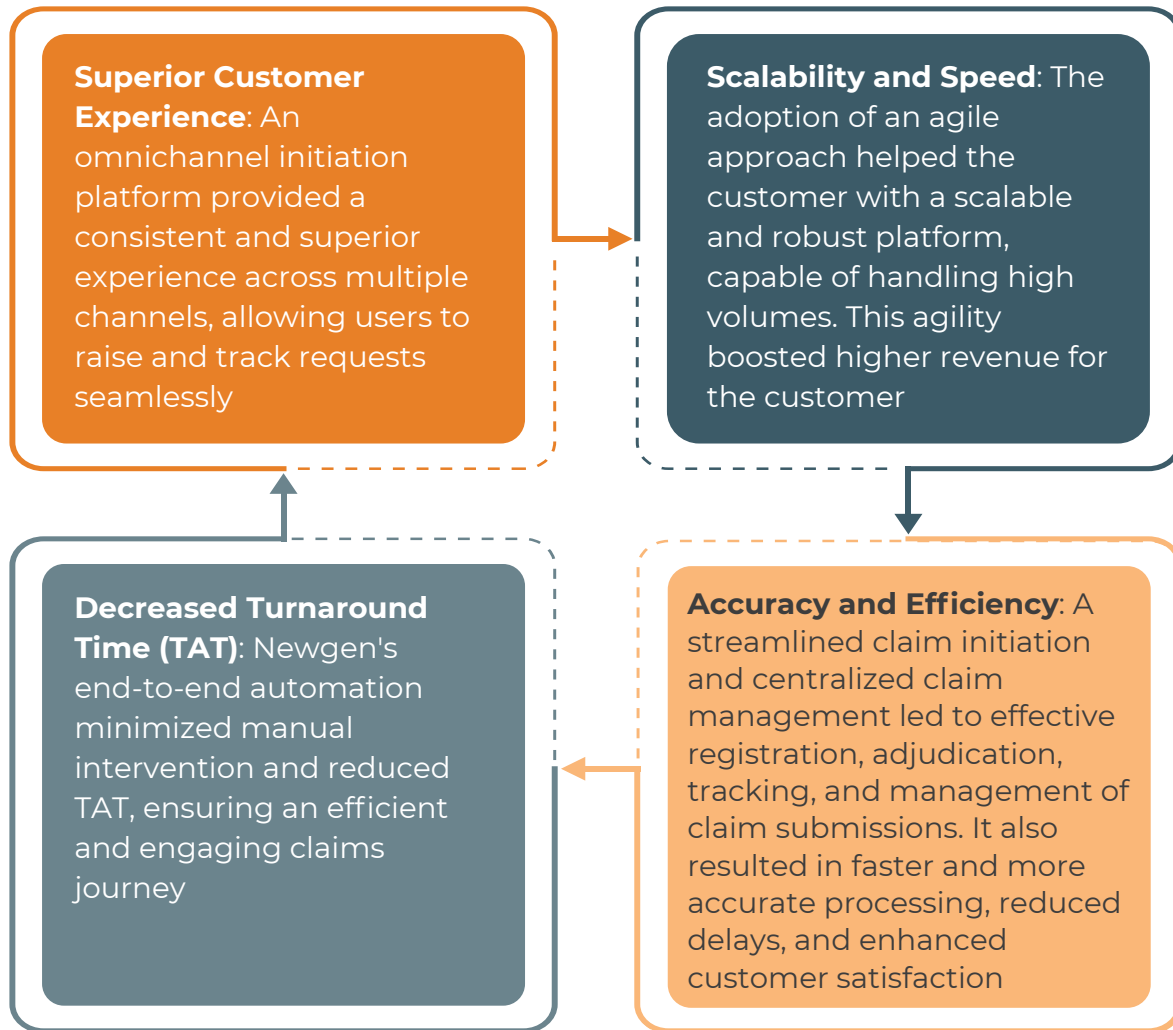 Superior Customer
Experience: An
omnichannel initiation
platform provided a
consistent and superior
experience across multiple
channels, allowing users to
raise and track requests
seamlessly
Scalability and Speed: The
adoption of an agile
approach helped the
customer with a scalable
and robust platform,
capable of handling high
volumes. This agility
boosted higher revenue for
the customer
Decreased Turnaround
Time (TAT): Newgen's
end-to-end automation
minimized manual
intervention and reduced
TAT, ensuring an efficient
and engaging claims
journey
Accuracy and Efficiency: A
streamlined claim initiation
and centralized claim
management led to effective
registration, adjudication,
tracking, and management of
claim submissions. It also
resulted in faster and more
accurate processing, reduced
delays, and enhanced
customer satisfaction